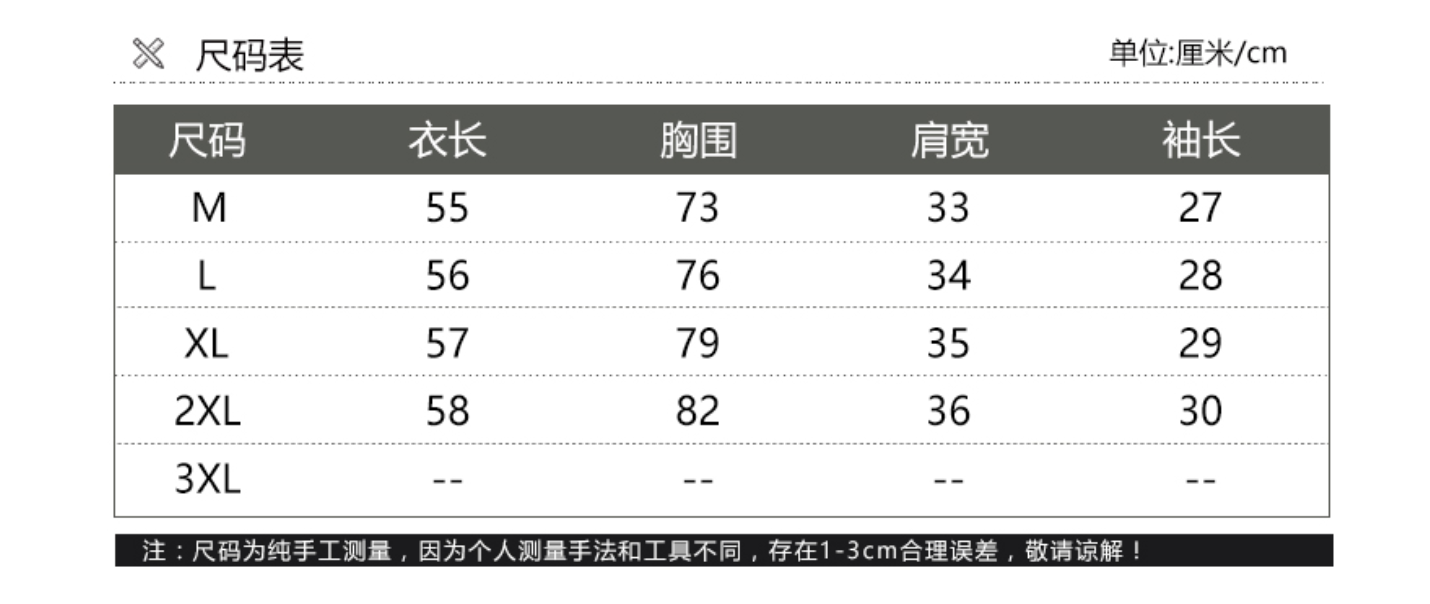 尺码表 单位:厘米/cm
尺码 衣长 胸围 肩宽 袖长
M 55 73 33 27
L 56 76 34 28
XL 57 79 35 29
2XL 58 82 36 30
3XL -- -- -- --
注：尺码为纯手工测量，因为个人测量手法和工具不同，存在1-3cm合理误差，敬请谅解！